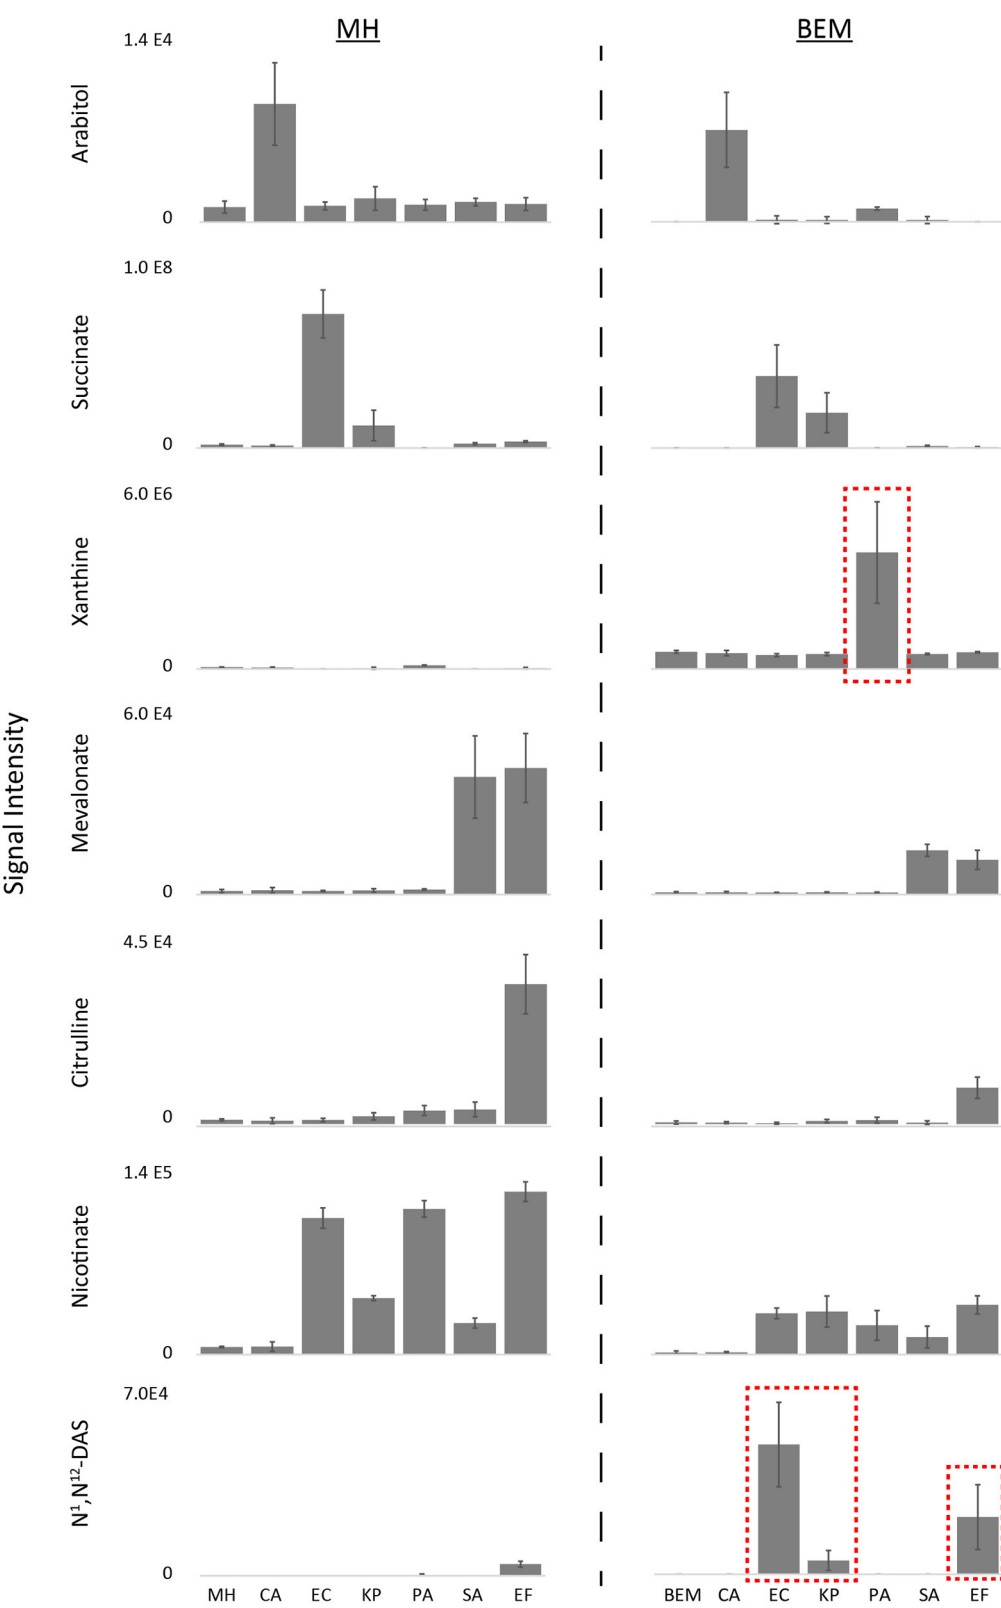 MH BEM
1.4 E4
Arabitol
0
1.0 E8
Succinate
0
6.0 E6
Xanthine
0
6.0 E4
Mevalonate
0
Signal Intensity
4.5 E4
Citrulline
0
1.4 E5
Nicotinate
0
7.0E4
N¹,N¹²-DAS
0
MH CA EC KP PA SA EF BEM CA EC KP PA SA EF